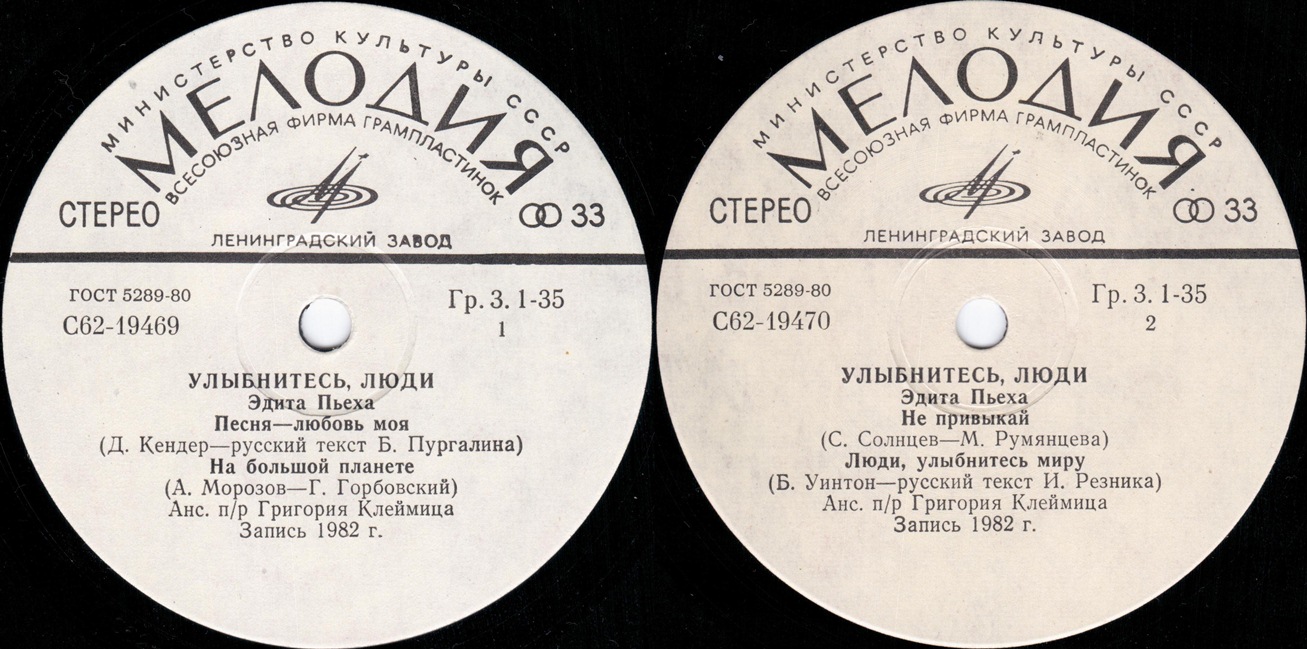 МИНИСТЕРСТВО КУЛЬТУРЫ СССР
МЕЛОДИЯ
ВСЕСОЮЗНАЯ ФИРМА ГРАМПЛАСТИНОК
СТЕРЕО
33
ЛЕНИНГРАДСКИЙ ЗАВОД
ГОСТ 5289-80
Гр. 3. 1-35
С62-19469
1
УЛЫБНИТЕСЬ, ЛЮДИ
Эдита Пьеха
Песня—любовь моя
(Д. Кендер—русский текст Б. Пургалина)
На большой планете
(А. Морозов—Г. Горбовский)
Анс. п/р Григория Клеймица
Запись 1982 г.
МИНИСТЕРСТВО КУЛЬТУРЫ СССР
МЕЛОДИЯ
ВСЕСОЮЗНАЯ ФИРМА ГРАМПЛАСТИНОК
СТЕРЕО
33
ЛЕНИНГРАДСКИЙ ЗАВОД
ГОСТ 5289-80
Гр. 3. 1-35
С62-19470
2
УЛЫБНИТЕСЬ, ЛЮДИ
Эдита Пьеха
Не привыкай
(С. Солнцев—М. Румянцева)
Люди, улыбнитесь миру
(Б. Уинтон—русский текст И. Резника)
Анс. п/р Григория Клеймица
Запись 1982 г.